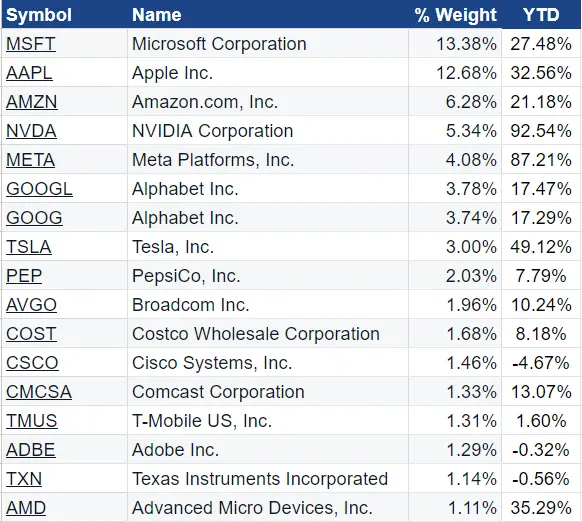 Symbol Name % Weight YTD
MSFT Microsoft Corporation 13.38% 27.48%
AAPL Apple Inc. 12.68% 32.56%
AMZN Amazon.com, Inc. 6.28% 21.18%
NVDA NVIDIA Corporation 5.34% 92.54%
META Meta Platforms, Inc. 4.08% 87.21%
GOOGL Alphabet Inc. 3.78% 17.47%
GOOG Alphabet Inc. 3.74% 17.29%
TSLA Tesla, Inc. 3.00% 49.12%
PEP PepsiCo, Inc. 2.03% 7.79%
AVGO Broadcom Inc. 1.96% 10.24%
COST Costco Wholesale Corporation 1.68% 8.18%
CSCO Cisco Systems, Inc. 1.46% -4.67%
CMCSA Comcast Corporation 1.33% 13.07%
TMUS T-Mobile US, Inc. 1.31% 1.60%
ADBE Adobe Inc. 1.29% -0.32%
TXN Texas Instruments Incorporated 1.14% -0.56%
AMD Advanced Micro Devices, Inc. 1.11% 35.29%